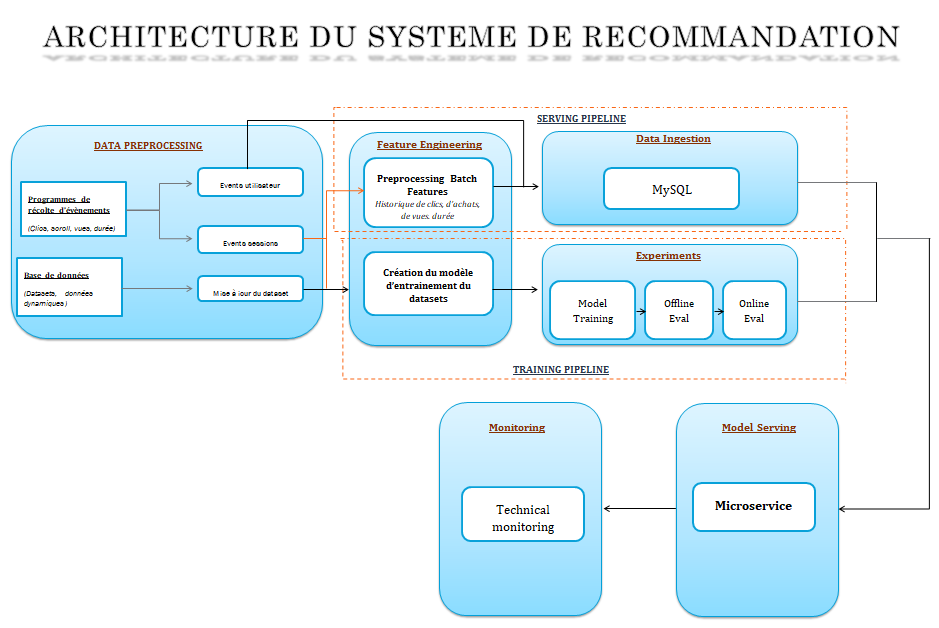 ARCHITECTURE DU SYSTEME DE RECOMMANDATION
SERVING PIPELINE
DATA PREPROCESSING
Programmes de
récolte d'évènements
(Clics, scroll, vues, durée)
Base de données
(Datasets, données
dynamiques)
Events utilisateur
Events sessions
Mise à jour du dataset
Feature Engineering
Preprocessing Batch
Features
Historique de clics, d'achats,
de vues. durée
Création du modèle
d'entrainement du
datasets
Data Ingestion
MySQL
Experiments
Model
Training
Offline
Eval
Online
Eval
TRAINING PIPELINE
Monitoring
Technical
monitoring
Model Serving
Microservice